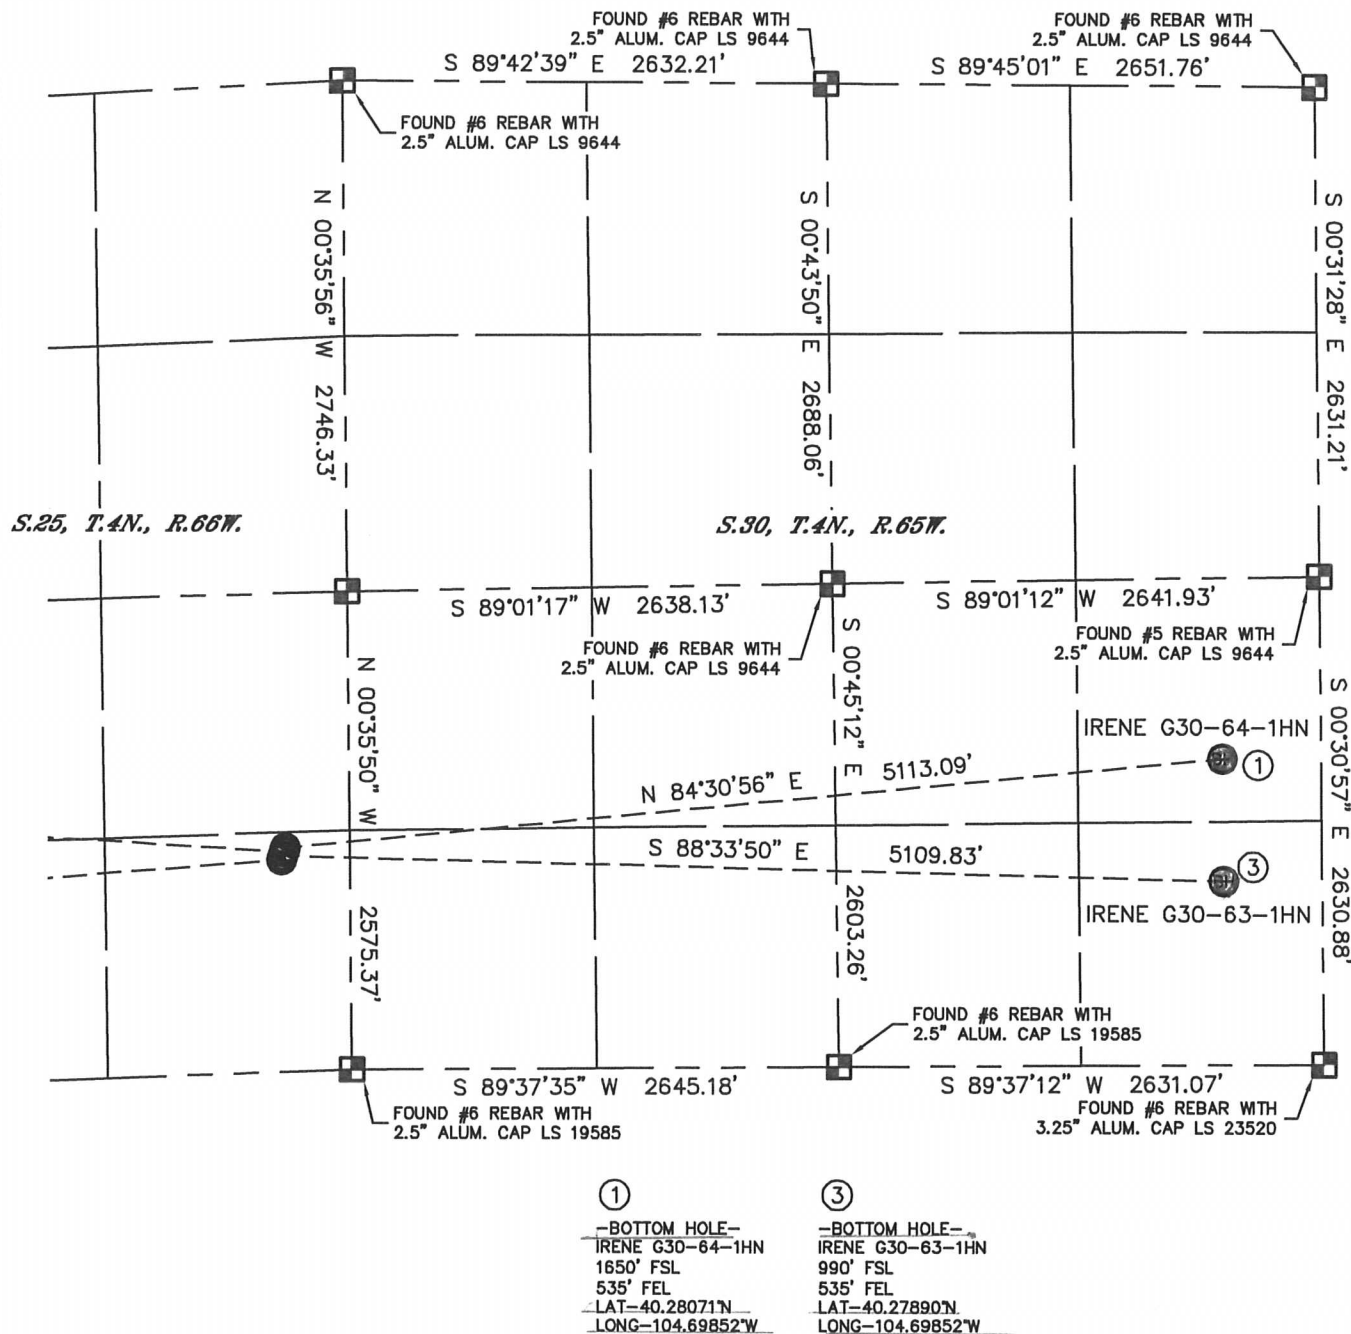 FOUND #6 REBAR WITH
2.5" ALUM. CAP LS 9644
FOUND #6 REBAR WITH
2.5" ALUM. CAP LS 9644
S 89°42'39" E 2632.21'
S 89°45'01" E 2651.76'
FOUND #6 REBAR WITH
2.5" ALUM. CAP LS 9644
N 00°35'56" W 2746.33'
S 00°43'50" E 2688.06'
S 00°31'28" E 2631.21'
S.25, T.4N., R.66W.
S.30, T.4N., R.65W.
S 89°01'17" W 2638.13'
S 89°01'12" W 2641.93'
FOUND #6 REBAR WITH
2.5" ALUM. CAP LS 9644
FOUND #5 REBAR WITH
2.5" ALUM. CAP LS 9644
N 00°35'50" W 2575.37'
S 00°45'12" E 2603.26'
S 00°30'57" E 2630.88'
IRENE G30-64-1HN
1
N 84°30'56" E 5113.09'
S 88°33'50" E 5109.83'
3
IRENE G30-63-1HN
FOUND #6 REBAR WITH
2.5" ALUM. CAP LS 19585
S 89°37'35" W 2645.18'
S 89°37'12" W 2631.07'
FOUND #6 REBAR WITH
2.5" ALUM. CAP LS 19585
FOUND #6 REBAR WITH
3.25" ALUM. CAP LS 23520
1
-BOTTOM HOLE-
IRENE G30-64-1HN
1650' FSL
535' FEL
LAT-40.28071°N
LONG-104.69852°W
3
-BOTTOM HOLE-
IRENE G30-63-1HN
990' FSL
535' FEL
LAT-40.27890°N
LONG-104.69852°W